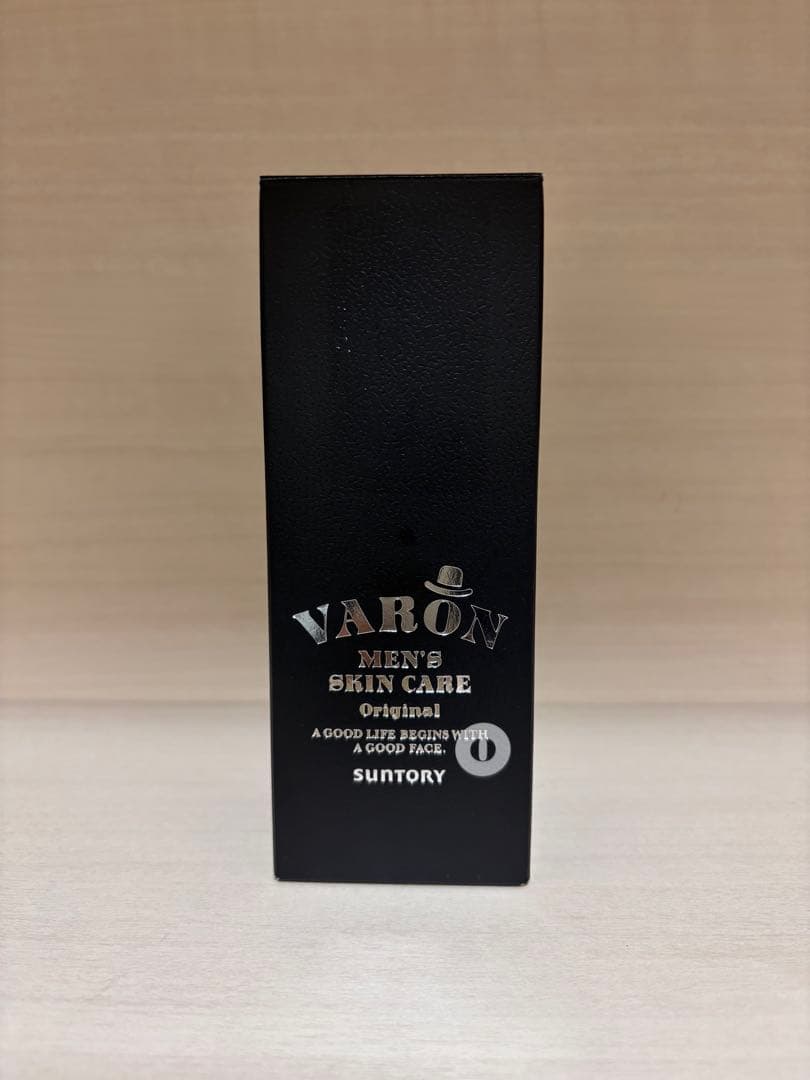 VARON
MEN'S
SKIN CARE
Original
A GOOD LIFE BEGINS WITH
A GOOD FACE.
O
SUNTORY